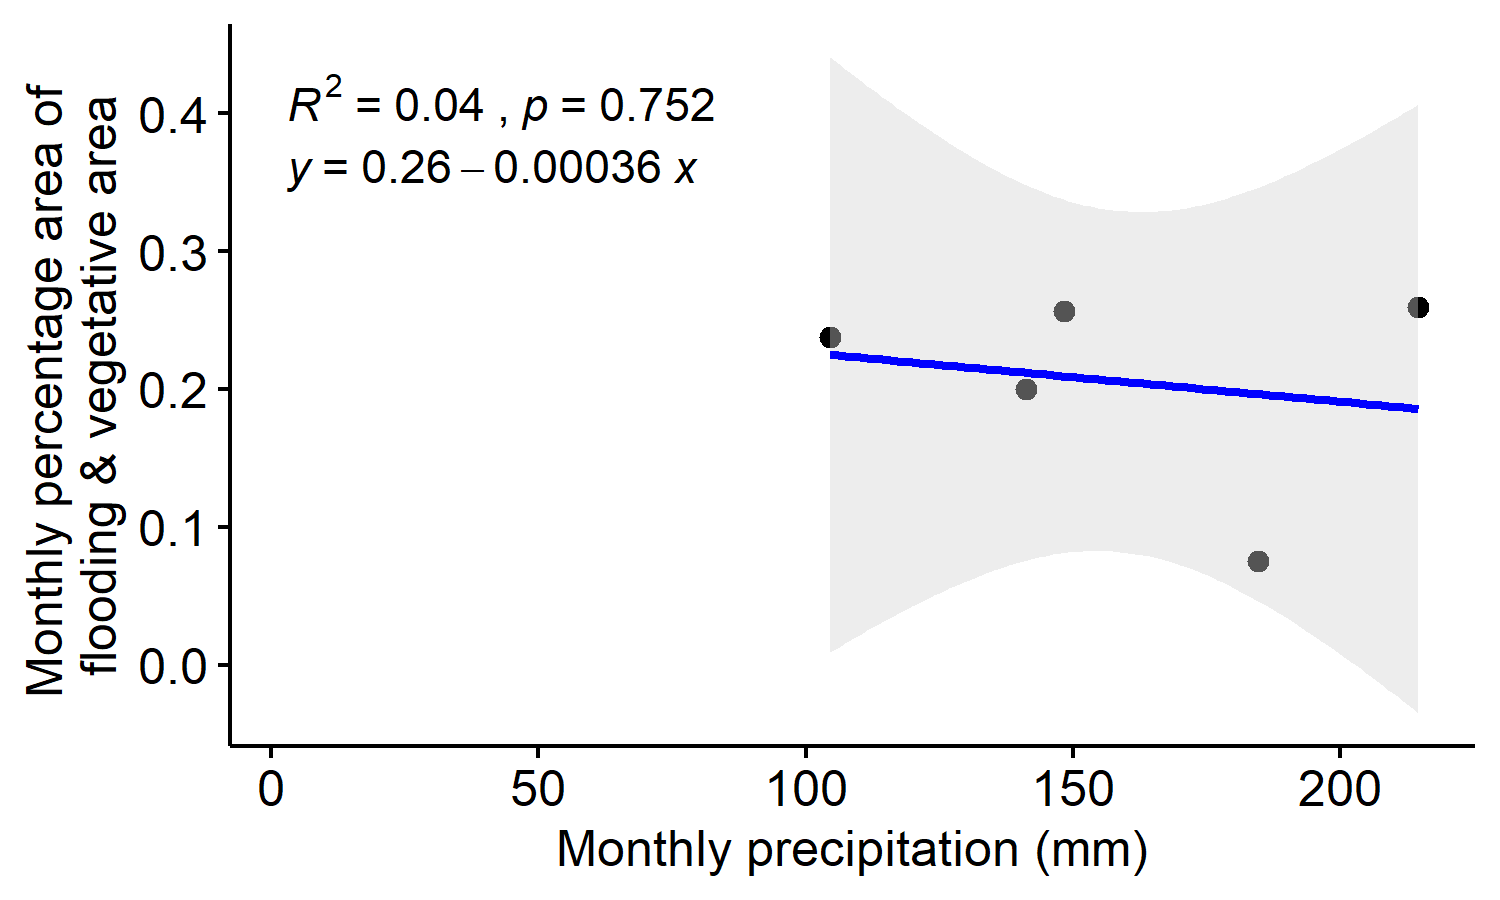 R² = 0.04 , p = 0.752
y = 0.26 – 0.00036 x
Monthly percentage area of
flooding & vegetative area
0.4
0.3
0.2
0.1
0.0
0 50 100 150 200
Monthly precipitation (mm)